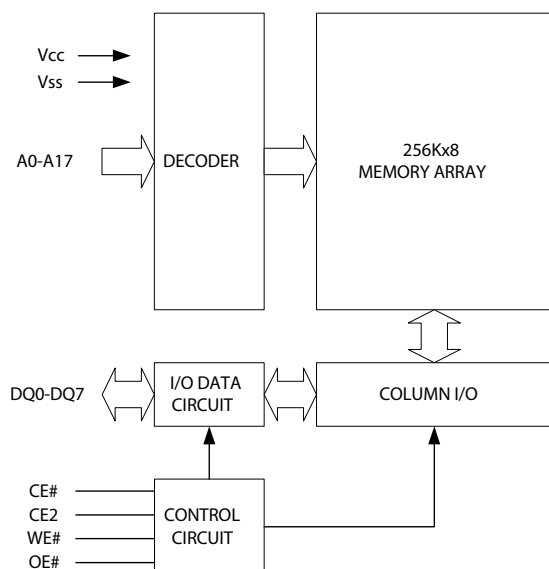 Vcc
Vss
A0-A17
DECODER
256Kx8
MEMORY ARRAY
DQ0-DQ7
I/O DATA
CIRCUIT
COLUMN I/O
CE#
CE2
WE#
OE#
CONTROL
CIRCUIT